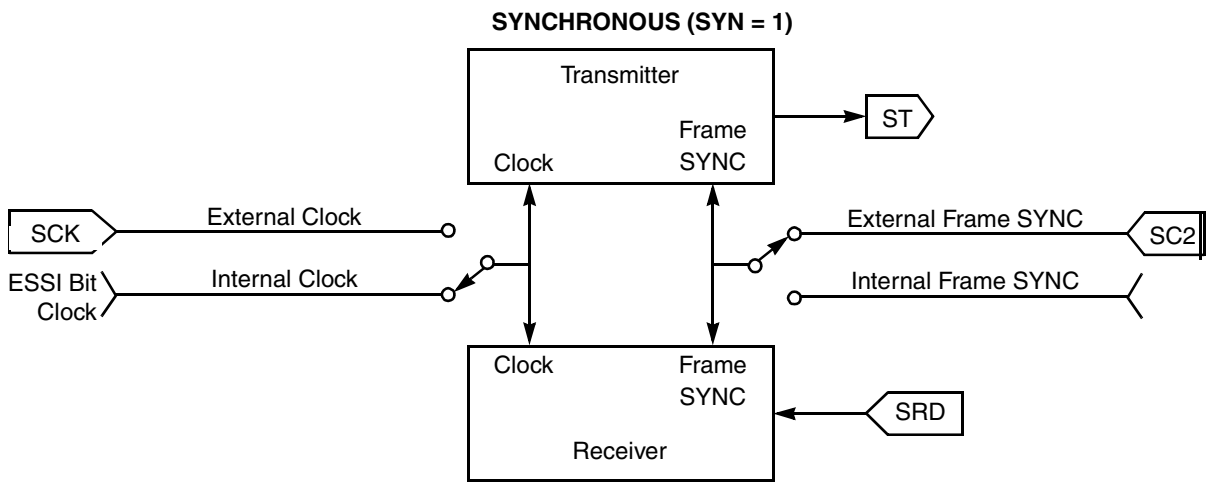 SYNCHRONOUS (SYN = 1)
Transmitter
ST
Frame
SYNC
Clock
SCK
External Clock
External Frame SYNC
SC2
ESSI Bit
Clock
Internal Clock
Internal Frame SYNC
Clock
Frame
SYNC
SRD
Receiver